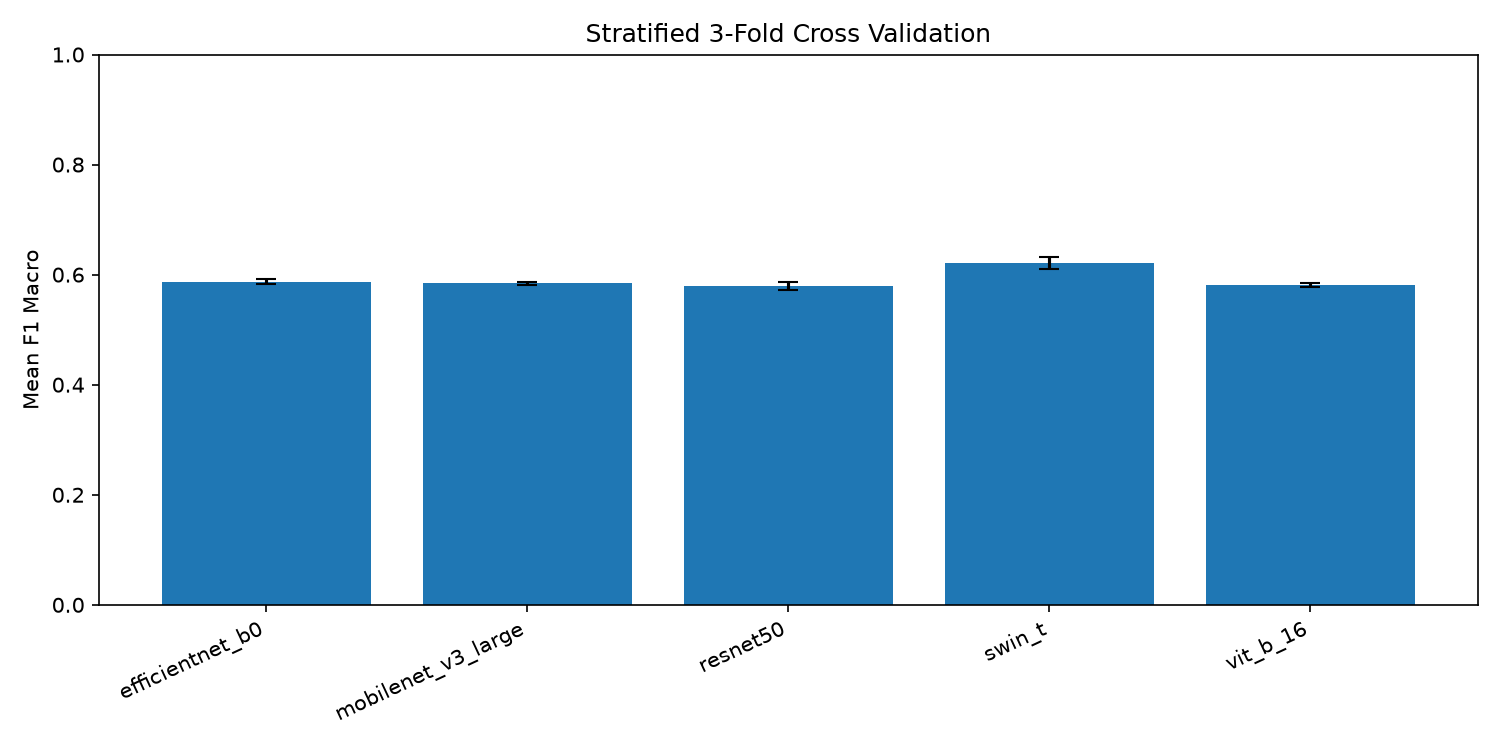 Stratified 3-Fold Cross Validation
Mean F1 Macro
1.0
0.8
0.6
0.4
0.2
0.0
efficientnet_b0
mobilenet_v3_large
resnet50
swin_t
vit_b_16